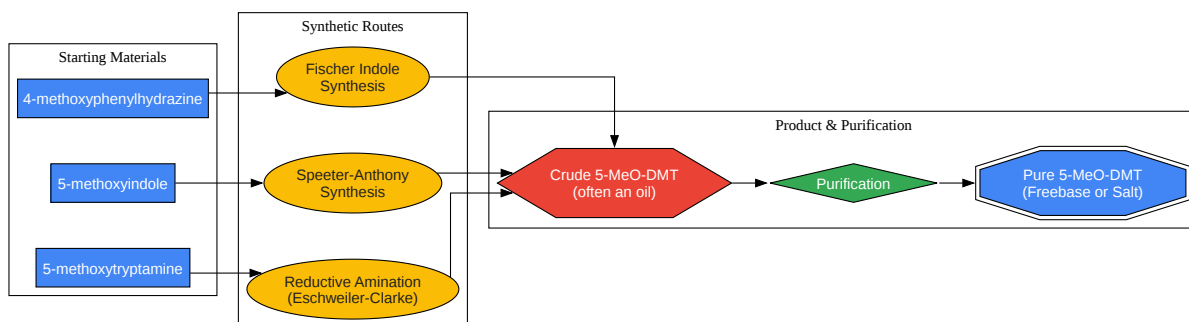 Starting Materials
4-methoxyphenylhydrazine
5-methoxyindole
5-methoxytryptamine
Synthetic Routes
Fischer Indole
Synthesis
Speeter-Anthony
Synthesis
Reductive Amination
(Eschweiler-Clarke)
Product & Purification
Crude 5-MeO-DMT
(often an oil)
Purification
Pure 5-MeO-DMT
(Freebase or Salt)